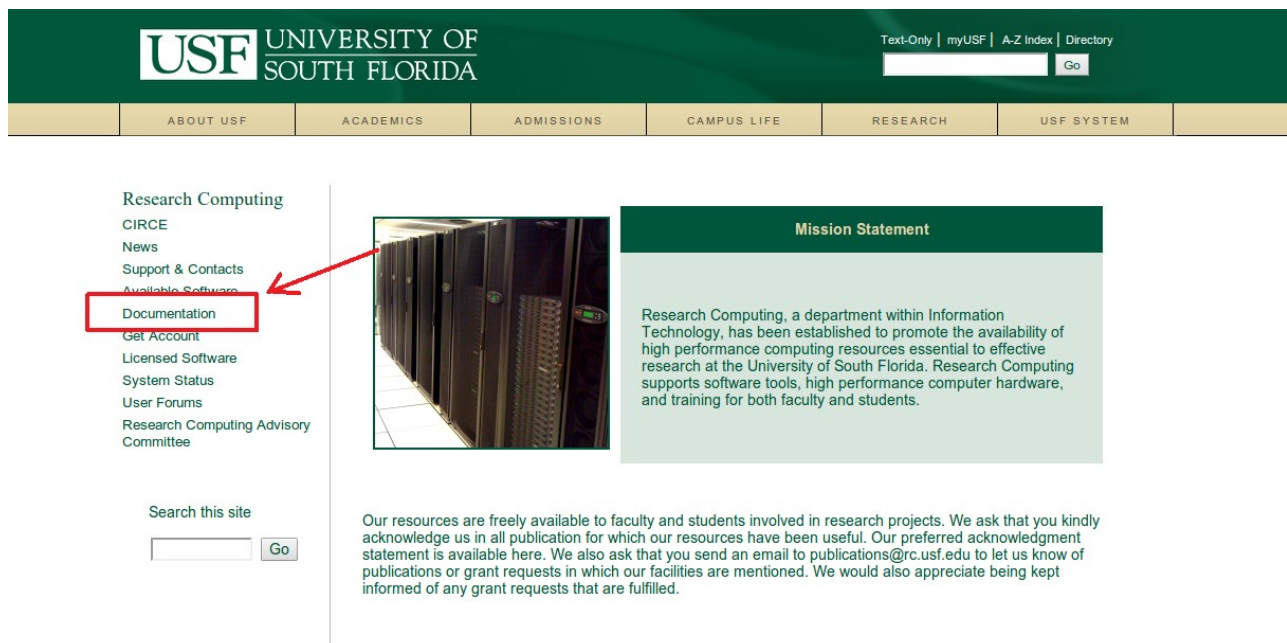 USF UNIVERSITY OF
SOUTH FLORIDA
Text-Only | myUSF | A-Z Index | Directory
Go
ABOUT USF ACADEMICS ADMISSIONS CAMPUS LIFE RESEARCH USF SYSTEM
Research Computing
CIRCE
News
Support & Contacts
Available Software
Documentation
Get Account
Licensed Software
System Status
User Forums
Research Computing Advisory
Committee
Search this site
Go
Mission Statement
Research Computing, a department within Information
Technology, has been established to promote the availability of
high performance computing resources essential to effective
research at the University of South Florida. Research Computing
supports software tools, high performance computer hardware,
and training for both faculty and students.
Our resources are freely available to faculty and students involved in research projects. We ask that you kindly
acknowledge us in all publication for which our resources have been useful. Our preferred acknowledgment
statement is available here. We also ask that you send an email to publications@rc.usf.edu to let us know of
publications or grant requests in which our facilities are mentioned. We would also appreciate being kept
informed of any grant requests that are fulfilled.